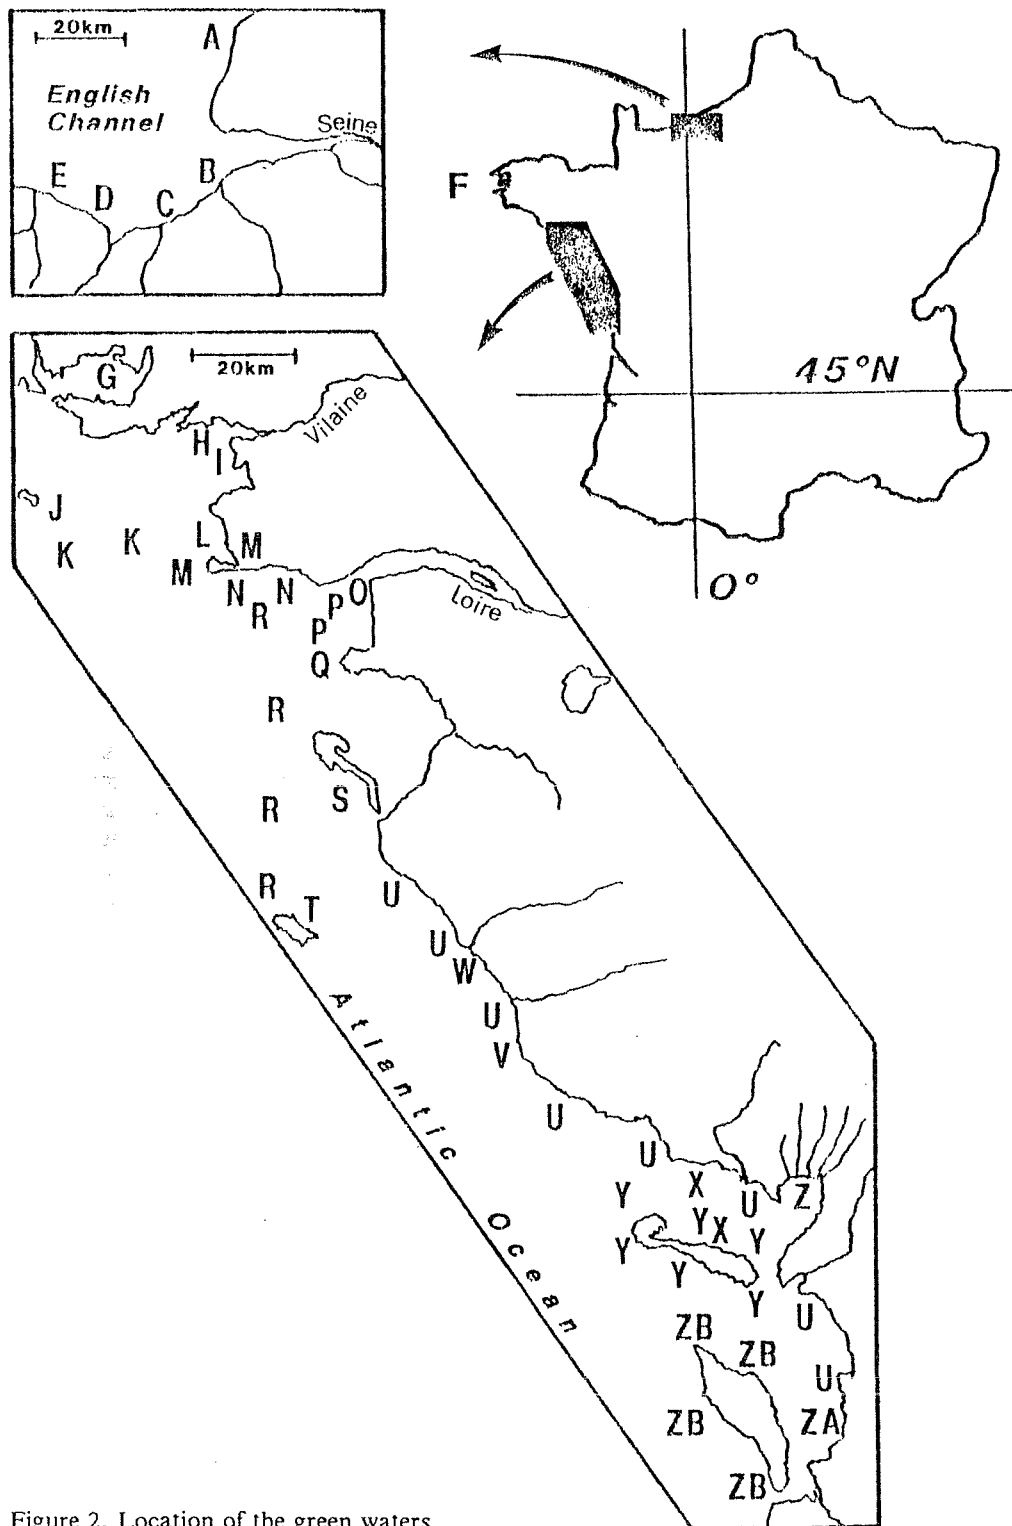 20km
A
English
Channel
Seine
E
D
C
B
F
45°N
0°
G
20km
Vilaine
H
I
J
K
K
L
M
M
N
N
R
P
O
Loire
P
Q
R
S
R
R
T
U
U
W
U
V
U
U
Atlantic Ocean
X
Y
U
Z
Y
X
Y
Y
Y
Y
U
ZB
ZB
U
ZB
ZA
ZB
Figure 2. Location of the green waters